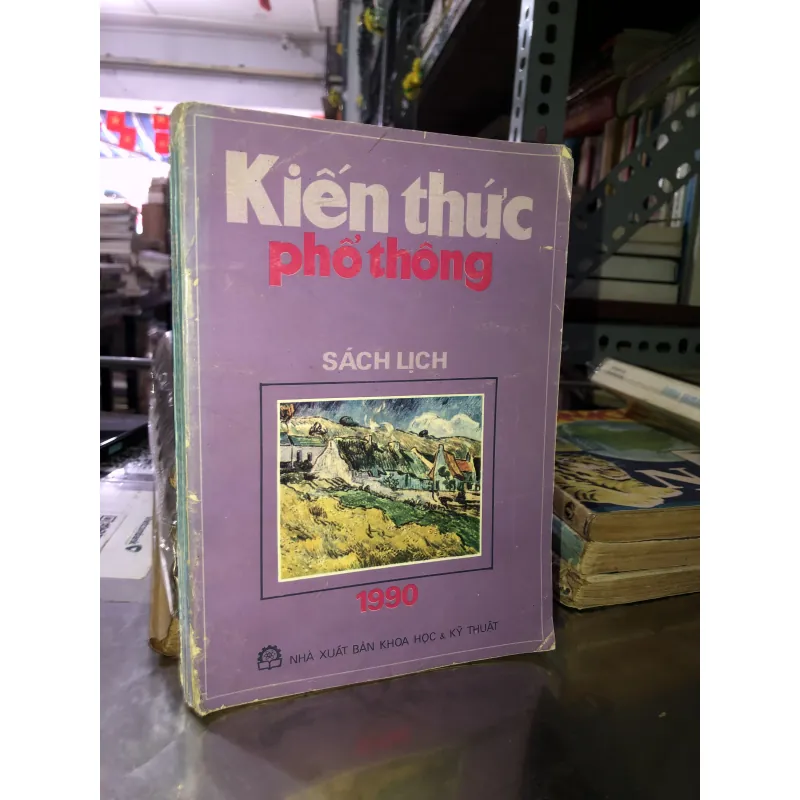 Kiến thức
phổ thông
SÁCH LỊCH
1990
NHÀ XUẤT BẢN KHOA HỌC & KỸ THUẬT